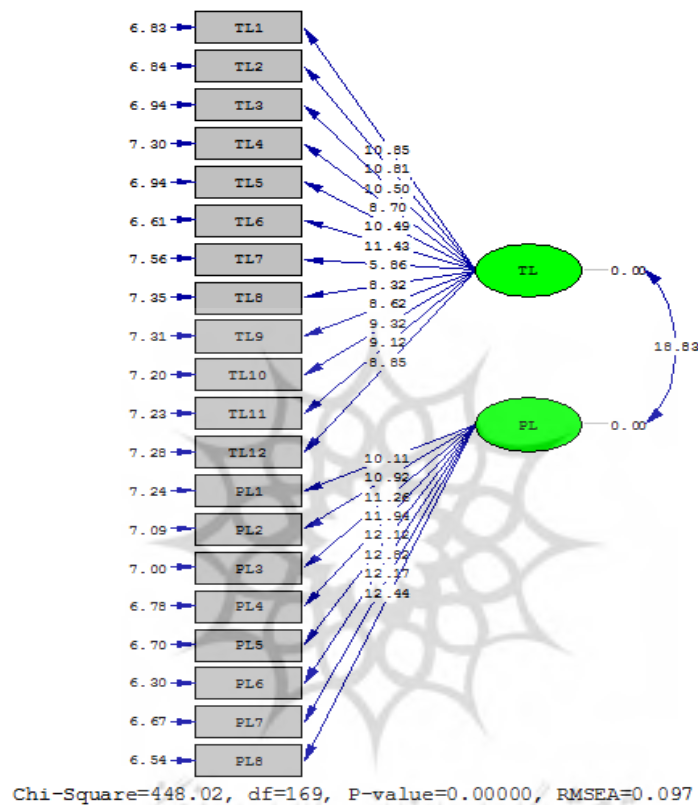 6.83 TL1
6.84 TL2
6.94 TL3
7.30 TL4
6.94 TL5
6.61 TL6
7.56 TL7
7.35 TL8
7.31 TL9
7.20 TL10
7.23 TL11
7.28 TL12
7.24 PL1
7.09 PL2
7.00 PL3
6.78 PL4
6.70 PL5
6.30 PL6
6.67 PL7
6.54 PL8
10.85
10.81
10.50
8.70
10.49
11.43
5.86
8.32
8.62
9.32
9.12
8.85
10.11
10.92
11.26
11.94
12.12
12.82
12.17
12.44
TL 0.00
18.83
PL 0.00
Chi-Square=448.02, df=169, P-value=0.00000, RMSEA=0.097